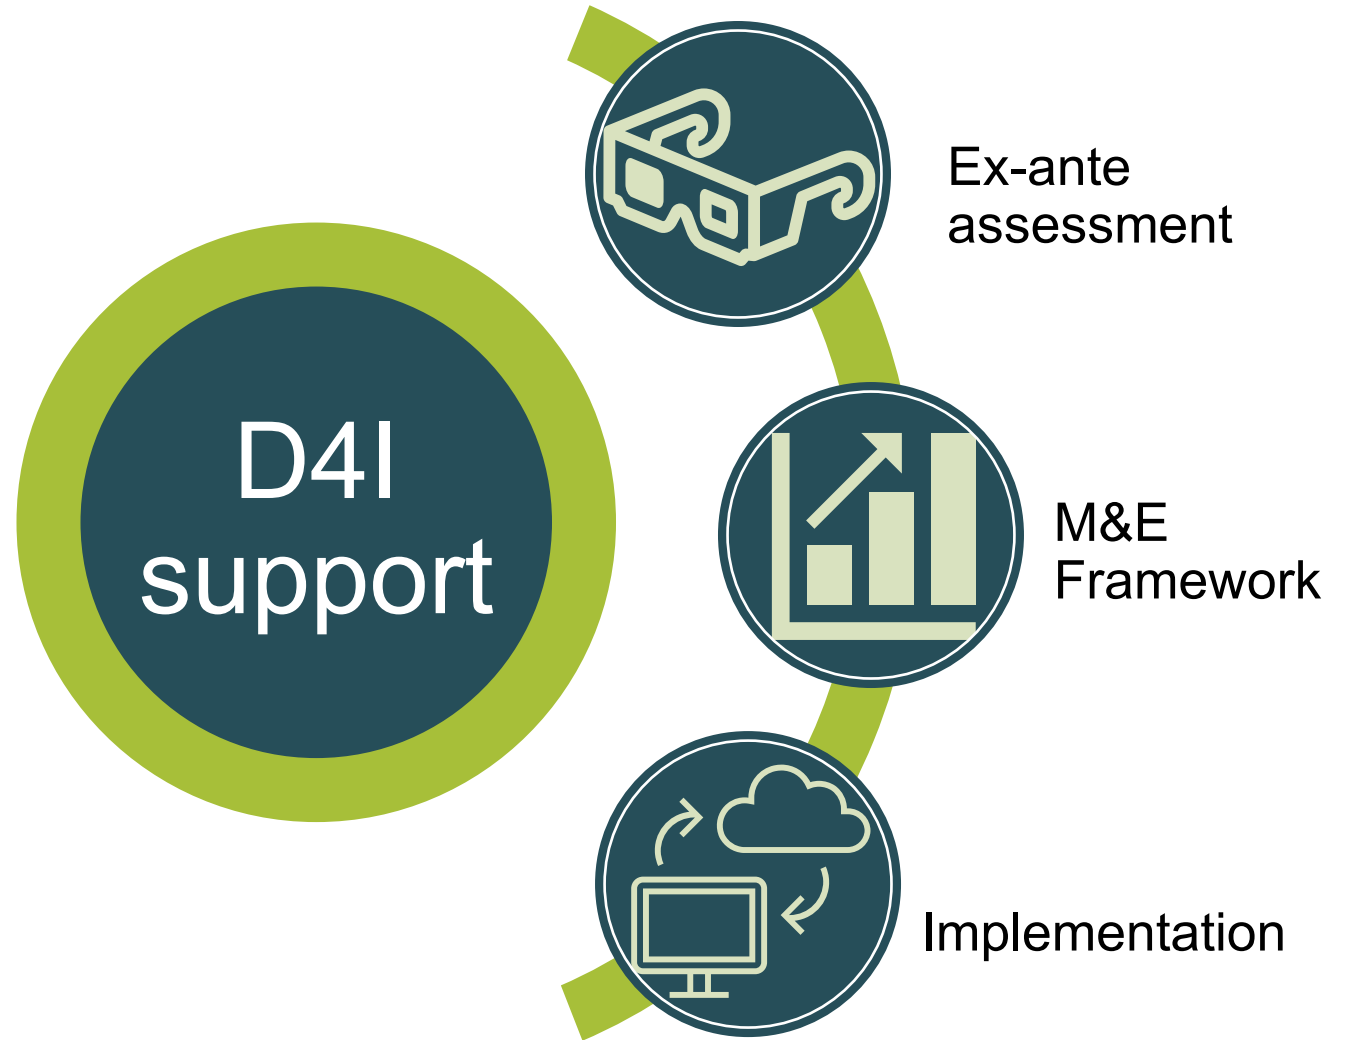 D4I
support
Ex-ante
assessment
M&E
Framework
Implementation